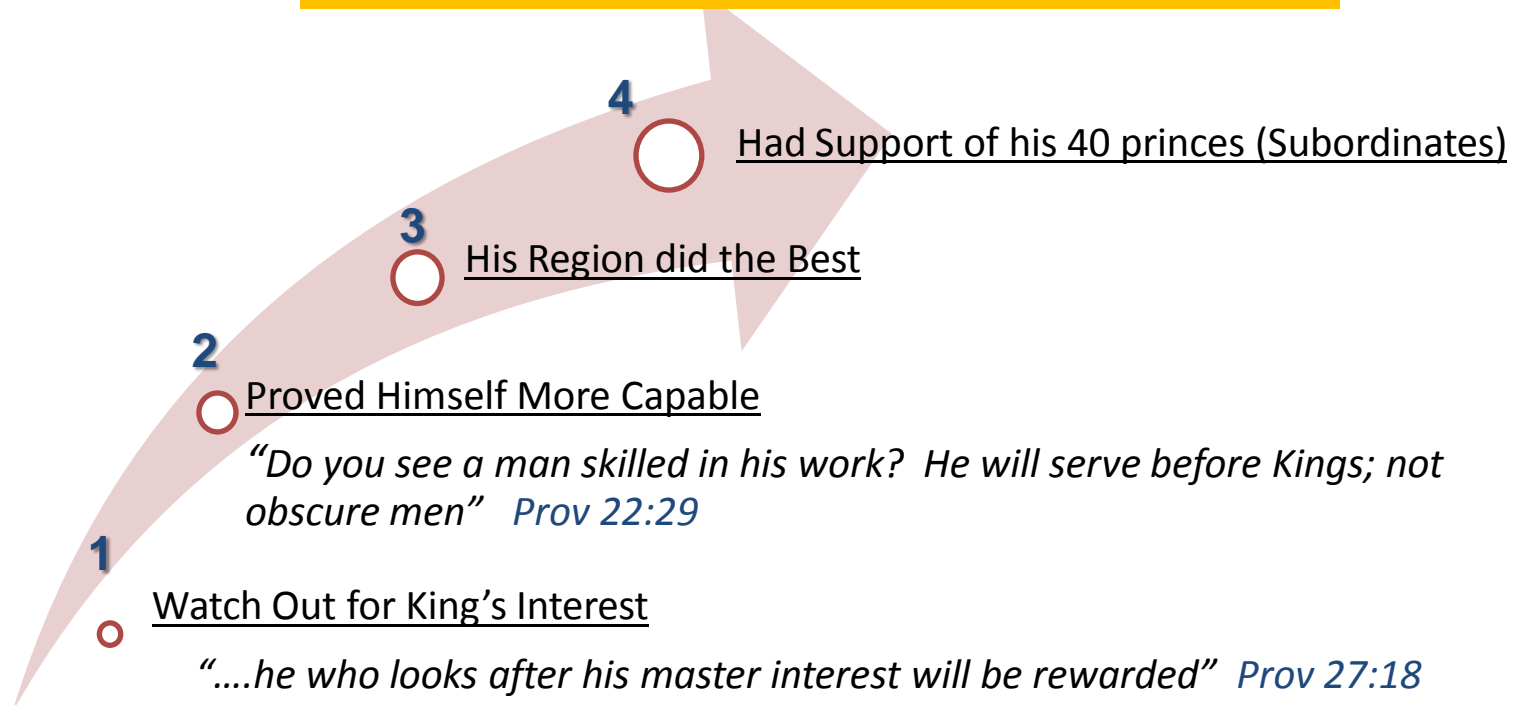 4
Had Support of his 40 princes (Subordinates)
3
His Region did the Best
2
Proved Himself More Capable
“Do you see a man skilled in his work?  He will serve before Kings; not
obscure men”   Prov 22:29
1
Watch Out for King’s Interest
“….he who looks after his master interest will be rewarded”  Prov 27:18